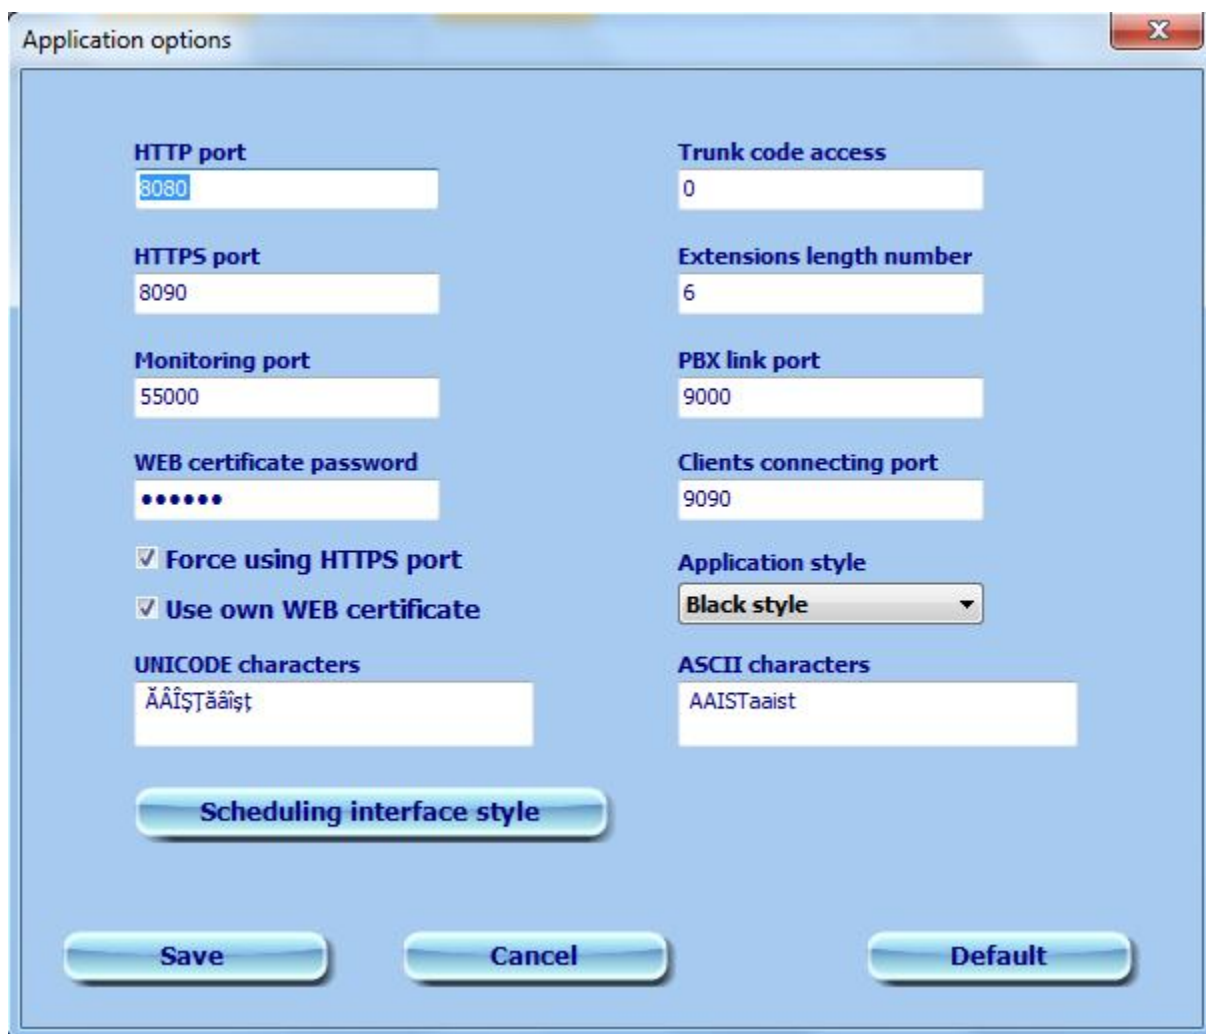 Application options
HTTP port
8080
Trunk code access
0
HTTPS port
8090
Extensions length number
6
Monitoring port
55000
PBX link port
9000
WEB certificate password
••••••
Clients connecting port
9090
Force using HTTPS port
Use own WEB certificate
Application style
Black style
UNICODE characters
ĂÂÎŞŢăâîşţ
ASCII characters
AAISTaaist
Scheduling interface style
Save
Cancel
Default